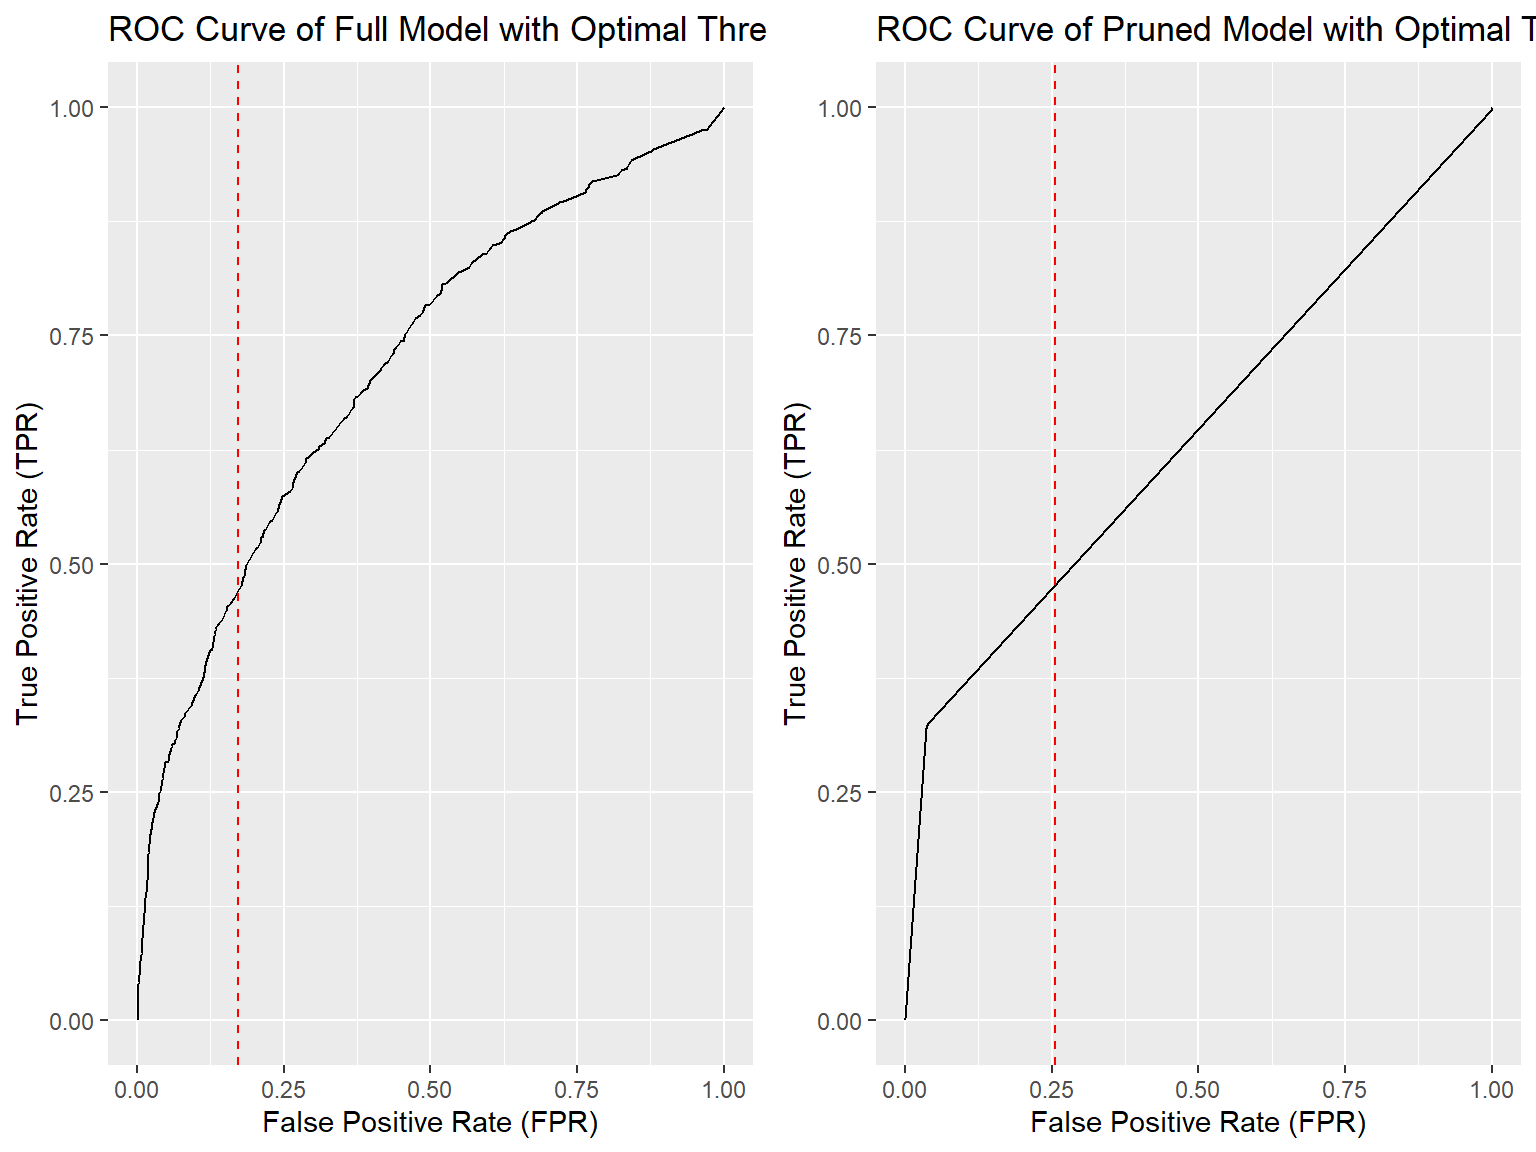 ROC Curve of Full Model with Optimal Thre
1.00
0.75
0.50
0.25
0.00
True Positive Rate (TPR)
0.00 0.25 0.50 0.75 1.00
False Positive Rate (FPR)
ROC Curve of Pruned Model with Optimal T
1.00
0.75
0.50
0.25
0.00
True Positive Rate (TPR)
0.00 0.25 0.50 0.75 1.00
False Positive Rate (FPR)